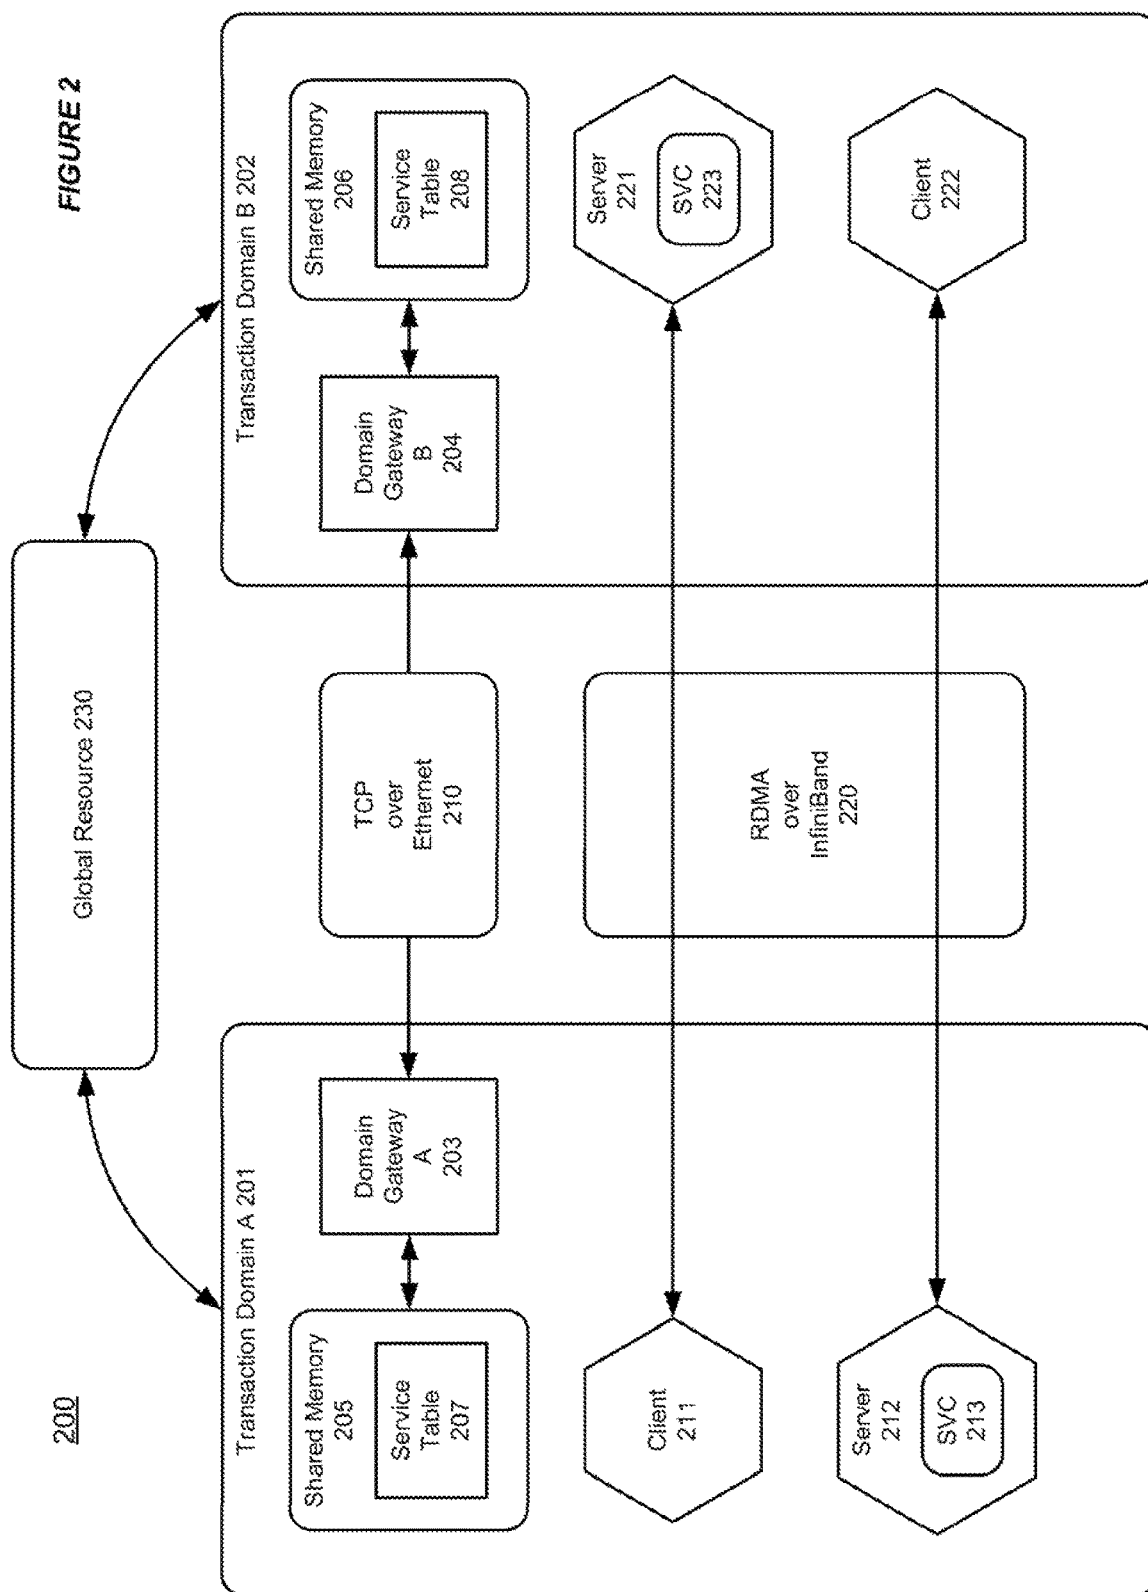 200
FIGURE 2
Global Resource 230
Transaction Domain A 201
Shared Memory
205
Service
Table
207
Domain
Gateway
A
203
TCP
over
Ethernet
210
Transaction Domain B 202
Domain
Gateway
B
204
Shared Memory
206
Service
Table
208
Client
211
Server
212
SVC
213
RDMA
over
InfiniBand
220
Server
221
SVC
223
Client
222